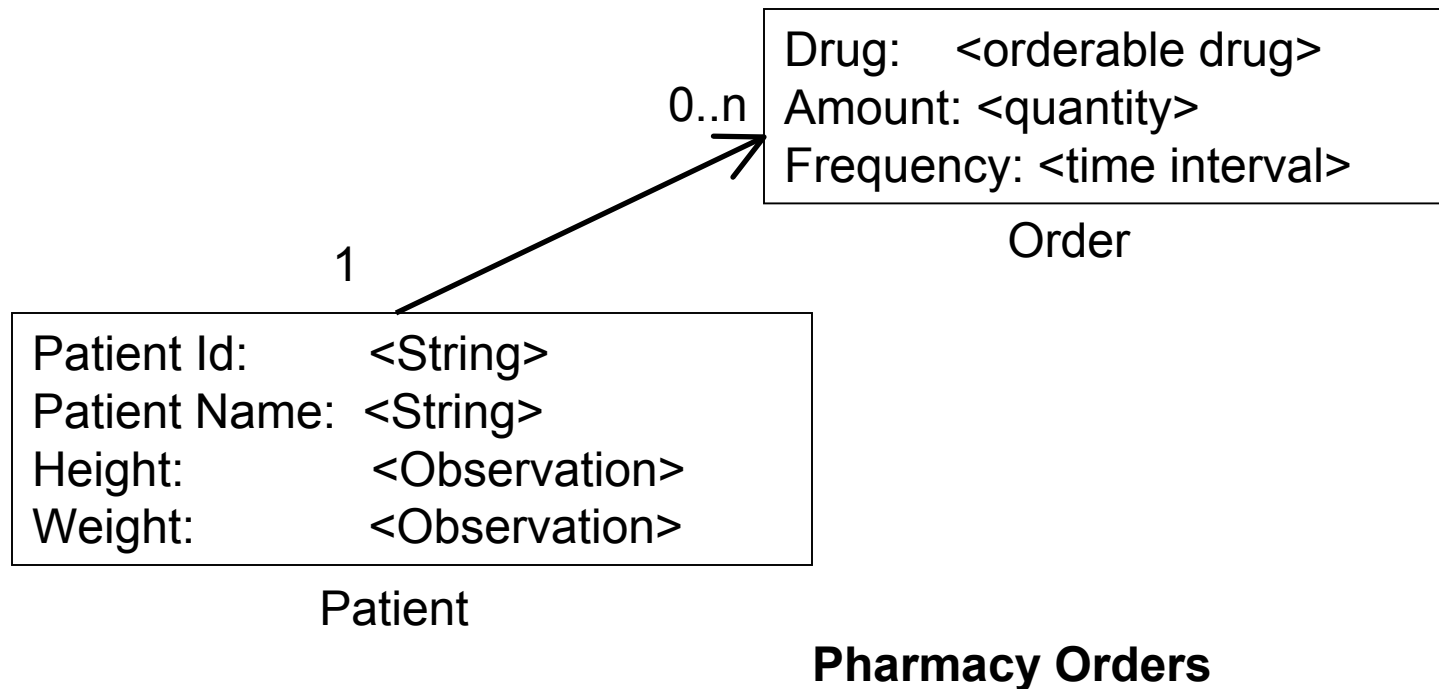 Drug: <orderable drug>
0..n
Amount: <quantity>
Frequency: <time interval>
Order
1
Patient Id: <String>
Patient Name: <String>
Height: <Observation>
Weight: <Observation>
Patient
Pharmacy Orders